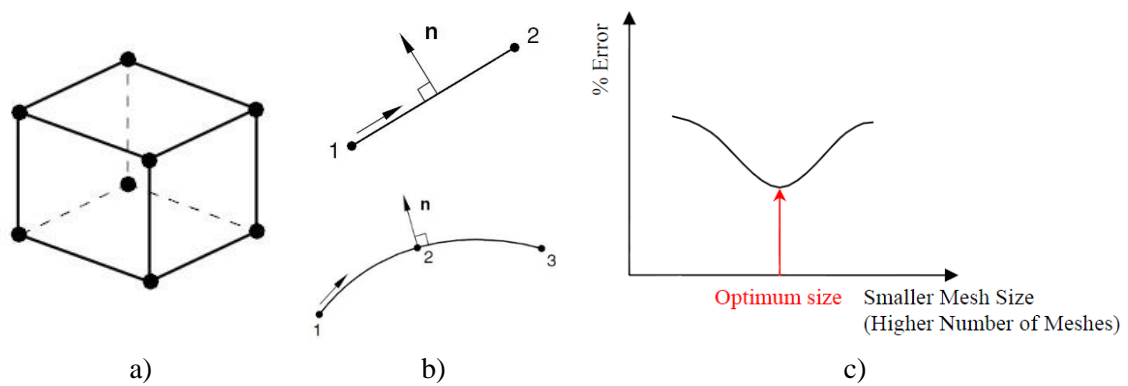 n
2
1
n
2
3
1
% Error
Optimum size
Smaller Mesh Size
(Higher Number of Meshes)
a)
b)
c)